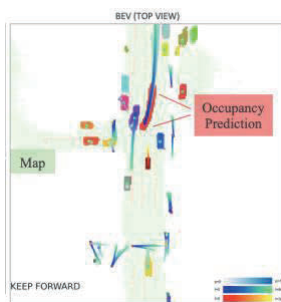 BEV (TOP VIEW)
Occupancy
Prediction
Map
KEEP FORWARD